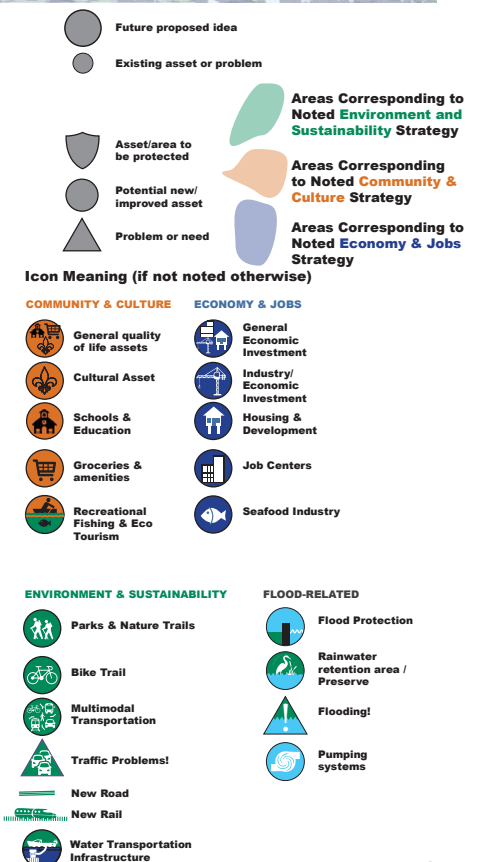 Future proposed idea
Existing asset or problem
Areas Corresponding to
Noted Environment and
Sustainability Strategy
Asset/area to
be protected
Areas Corresponding
to Noted Community &
Culture Strategy
Potential new/
improved asset
Problem or need
Areas Corresponding to
Noted Economy & Jobs
Strategy
Icon Meaning (if not noted otherwise)
COMMUNITY & CULTURE
General quality
of life assets
Cultural Asset
Schools &
Education
Groceries &
amenities
Recreational
Fishing & Eco
Tourism
ECONOMY & JOBS
General
Economic
Investment
Industry/
Economic
Investment
Housing &
Development
Job Centers
Seafood Industry
ENVIRONMENT & SUSTAINABILITY
Parks & Nature Trails
Bike Trail
Multimodal
Transportation
Traffic Problems!
New Road
New Rail
Water Transportation
Infrastructure
FLOOD-RELATED
Flood Protection
Rainwater
retention area /
Preserve
Flooding!
Pumping
systems